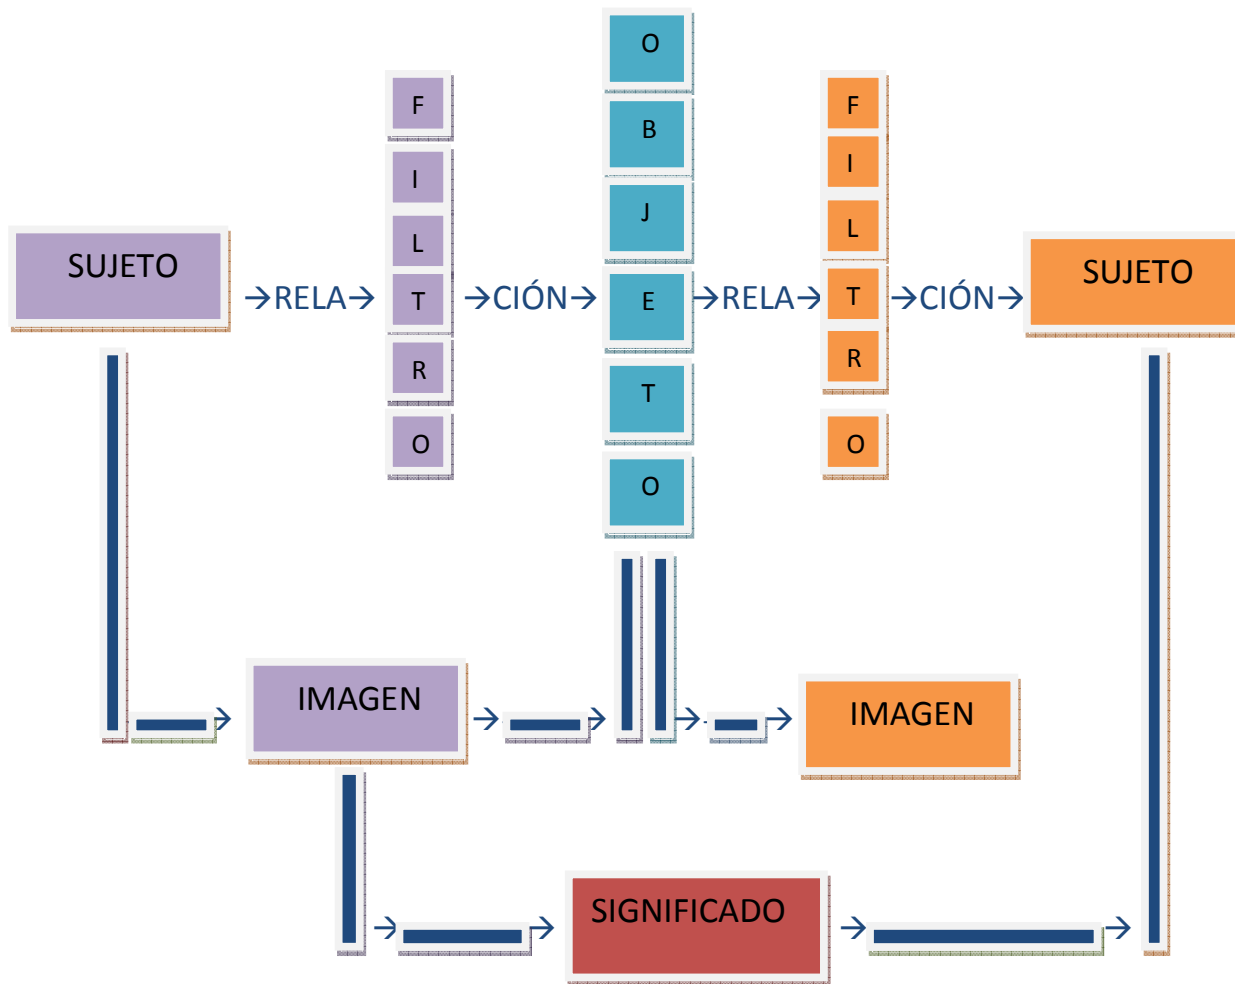 SUJETO
→RELA→
F
I
L
T
R
O
→CIÓN→
O
B
J
E
T
O
→RELA→
F
I
L
T
R
O
→CIÓN→
SUJETO
IMAGEN
IMAGEN
SIGNIFICADO